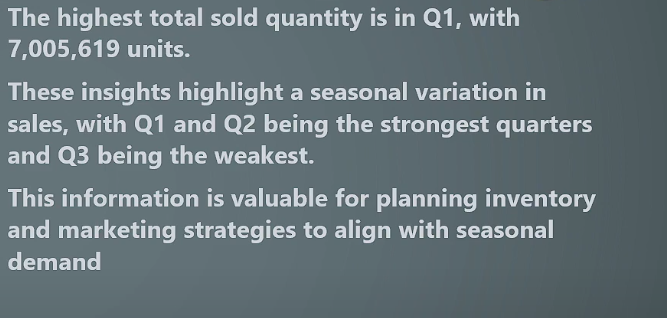 The highest total sold quantity is in Q1, with
7,005,619 units.
These insights highlight a seasonal variation in
sales, with Q1 and Q2 being the strongest quarters
and Q3 being the weakest.
This information is valuable for planning inventory
and marketing strategies to align with seasonal
demand